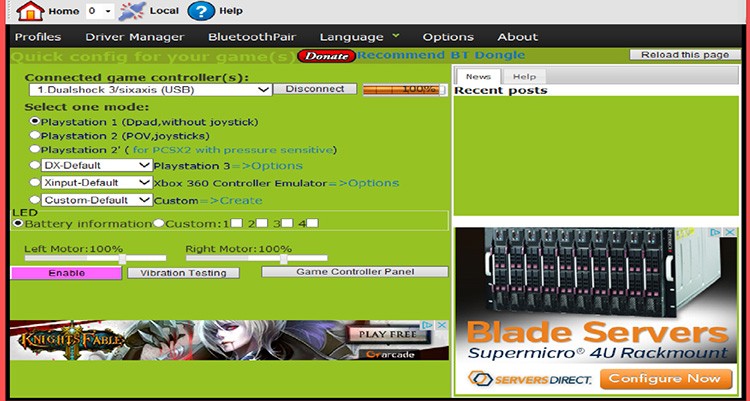 Home 0 Local ? Help
Profiles Driver Manager BluetoothPair Language Options About
Quick config for your game(s) Donate Recommend BT Dongle Reload this page
Connected game controller(s):
1.Dualshock 3/sixaxis (USB) Disconnect 100%
Select one mode:
Playstation 1 (Dpad,without joystick)
Playstation 2 (POV,joysticks)
Playstation 2' ( for PCSX2 with pressure sensitive)
DX-Default Playstation 3=>Options
Xinput-Default Xbox 360 Controller Emulator=>Options
Custom-Default Custom=>Create
LED
Battery information Custom:1 2 3 4
Left Motor:100% Right Motor:100%
Enable Vibration Testing Game Controller Panel
KNIGHTS FABLE PLAY FREE
arcade
News Help
Recent posts
Blade Servers
Supermicro® 4U Rackmount
SERVERS DIRECT. Configure Now